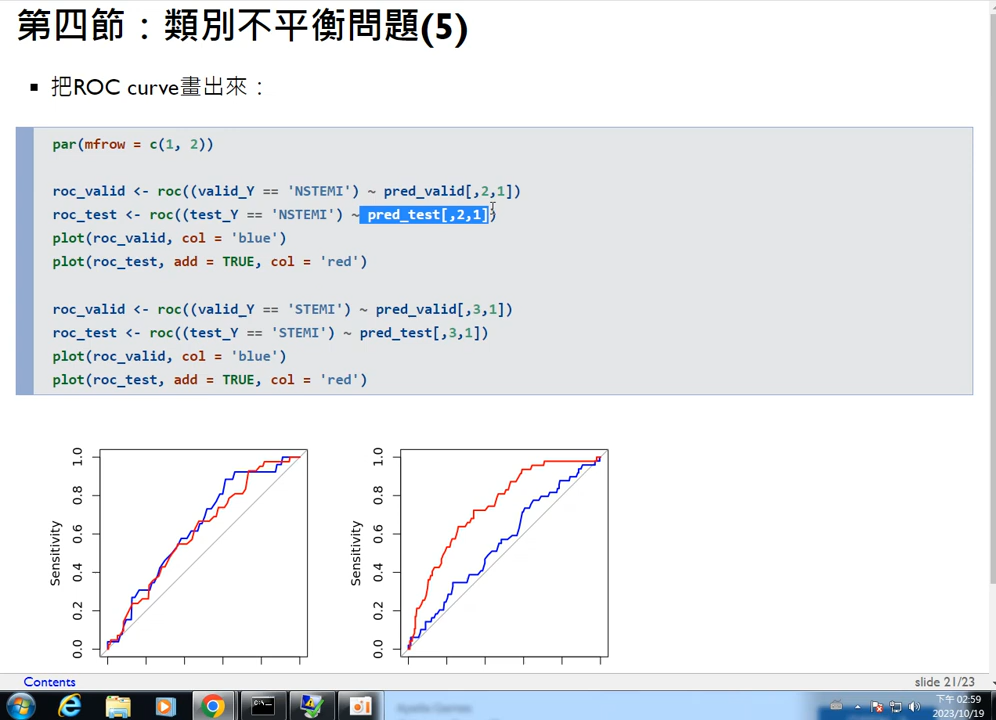 第四節：類別不平衡問題(5)
▪ 把ROC curve畫出來：
par(mfrow = c(1, 2))
roc_valid <- roc((valid_Y == 'NSTEMI') ~ pred_valid[,2,1])
roc_test <- roc((test_Y == 'NSTEMI') ~ pred_test[,2,1])
plot(roc_valid, col = 'blue')
plot(roc_test, add = TRUE, col = 'red')
roc_valid <- roc((valid_Y == 'STEMI') ~ pred_valid[,3,1])
roc_test <- roc((test_Y == 'STEMI') ~ pred_test[,3,1])
plot(roc_valid, col = 'blue')
plot(roc_test, add = TRUE, col = 'red')
Sensitivity
0.0 0.2 0.4 0.6 0.8 1.0
Sensitivity
0.0 0.2 0.4 0.6 0.8 1.0
Contents
slide 21/23
下午 02:59
2023/10/19